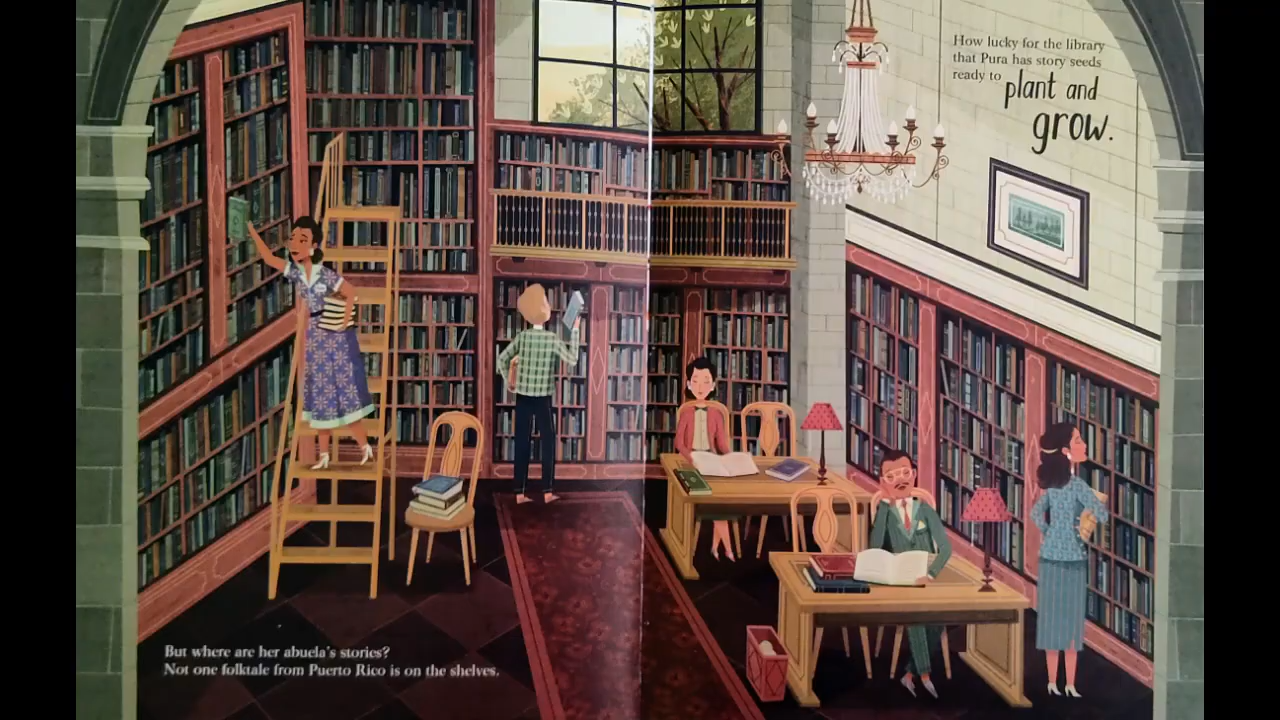 But where are her abuela's stories?
Not one folktale from Puerto Rico is on the shelves.
How lucky for the library
that Pura has story seeds
ready to plant and
grow.